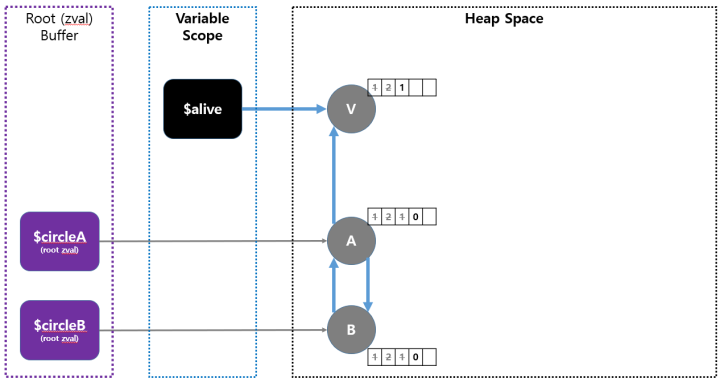 Root (zval)
Buffer
Variable
Scope
Heap Space
$alive
V
1 2 1
$circleA
(root zval)
A
1 2 1 0
$circleB
(root zval)
B
1 2 1 0